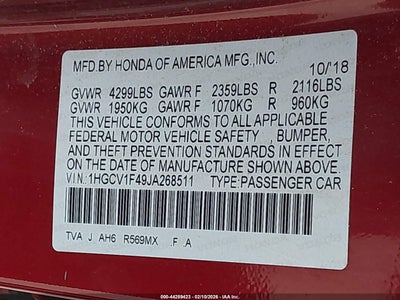 MFD.BY HONDA OF AMERICA MFG.,INC.
10/'18
GVWR 4299LBS GAWR F 2359LBS R 2116LBS
GVWR 1950KG GAWR F 1070KG R 960KG
THIS VEHICLE CONFORMS TO ALL APPLICABLE
FEDERAL MOTOR VEHICLE SAFETY , BUMPER,
AND THEFT PREVENTION STANDARDS IN EFFECT
ON THE DATE OF MANUFACTURE SHOWN ABOVE.
V.I.N.:1HGCV1F49JA268511 TYPE:PASSENGER CAR
TVA J AH6 R569MX F A
000-44289423 - 02/10/2026 - IAA Inc.